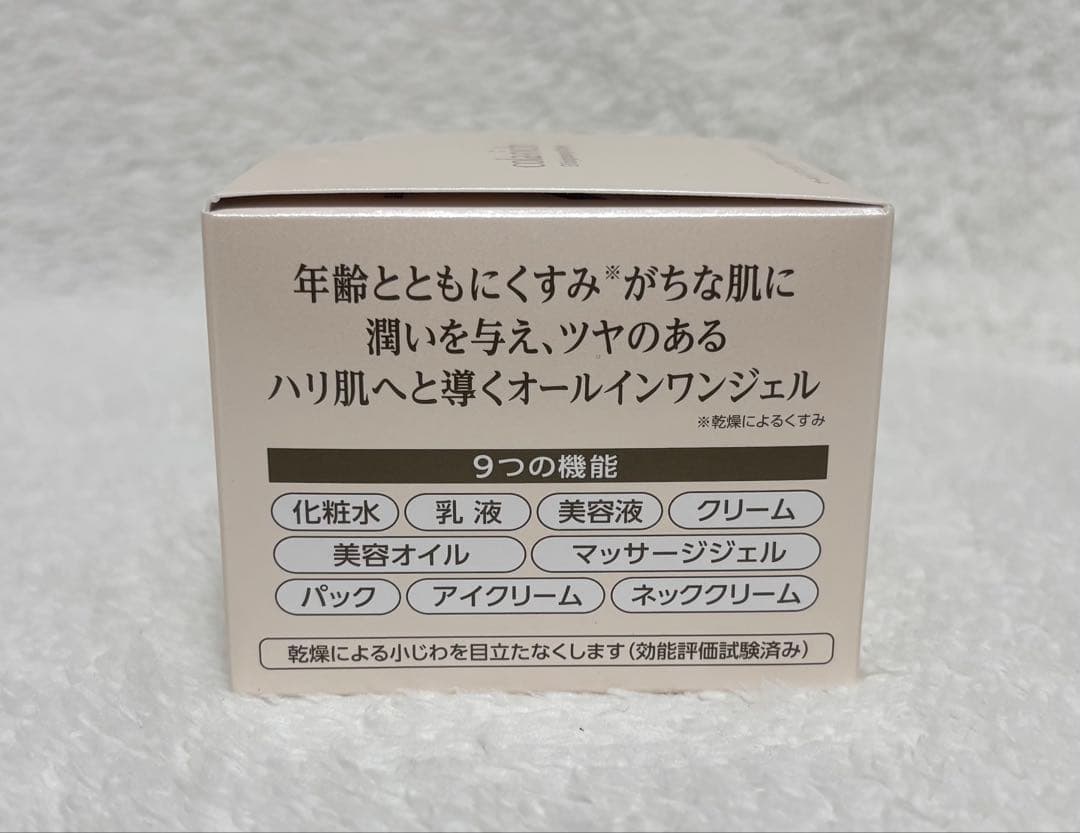 年齢とともにくすみ※がちな肌に
潤いを与え、ツヤのある
ハリ肌へと導くオールインワンジェル
※乾燥によるくすみ
9つの機能
化粧水 乳液 美容液 クリーム
美容オイル マッサージジェル
パック アイクリーム ネッククリーム
乾燥による小じわを目立たなくします(効能評価試験済み)